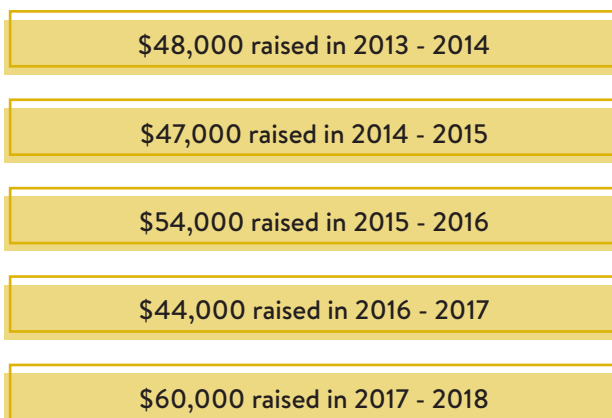 $48,000 raised in 2013 - 2014
$47,000 raised in 2014 - 2015
$54,000 raised in 2015 - 2016
$44,000 raised in 2016 - 2017
$60,000 raised in 2017 - 2018